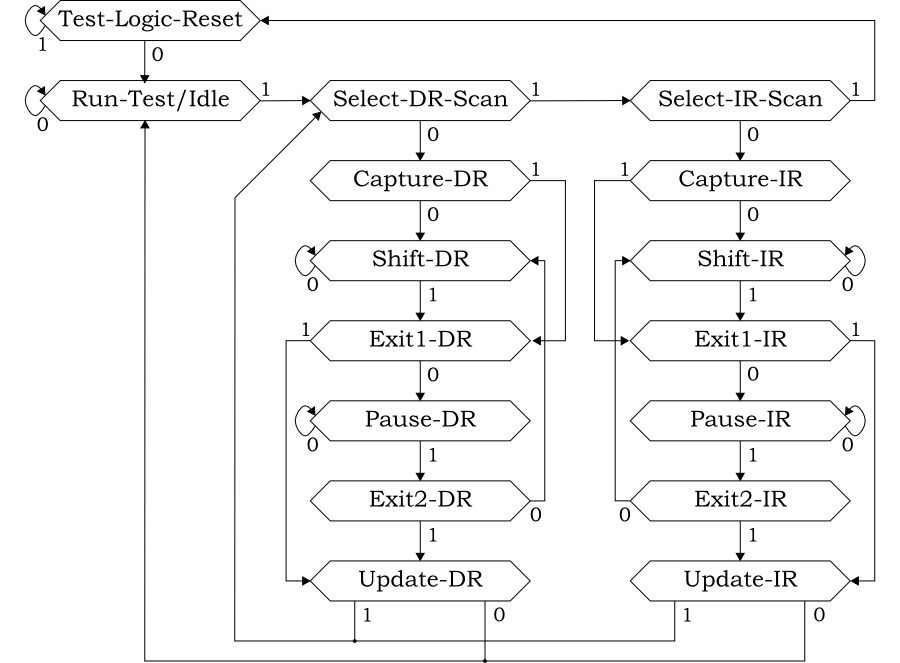 Test-Logic-Reset
1
0
Run-Test/Idle
1
Select-DR-Scan
1
Select-IR-Scan
1
0
0
0
Capture-DR
1
1
Capture-IR
0
0
Shift-DR
Shift-IR
0
0
1
1
1
Exit1-DR
Exit1-IR
1
0
0
Pause-DR
Pause-IR
0
0
1
1
Exit2-DR
Exit2-IR
0
0
1
1
Update-DR
Update-IR
1
0
1
0